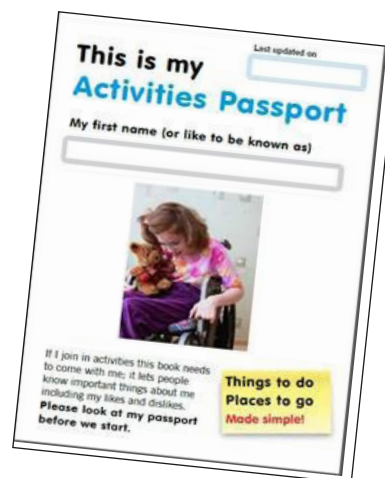 This is my
Last updated on
Activities Passport
My first name (or like to be known as)
If I join in activities this book needs
to come with me; it lets people
know important things about me
including my likes and dislikes.
Please look at my passport
before we start.
Things to do
Places to go
Made simple!